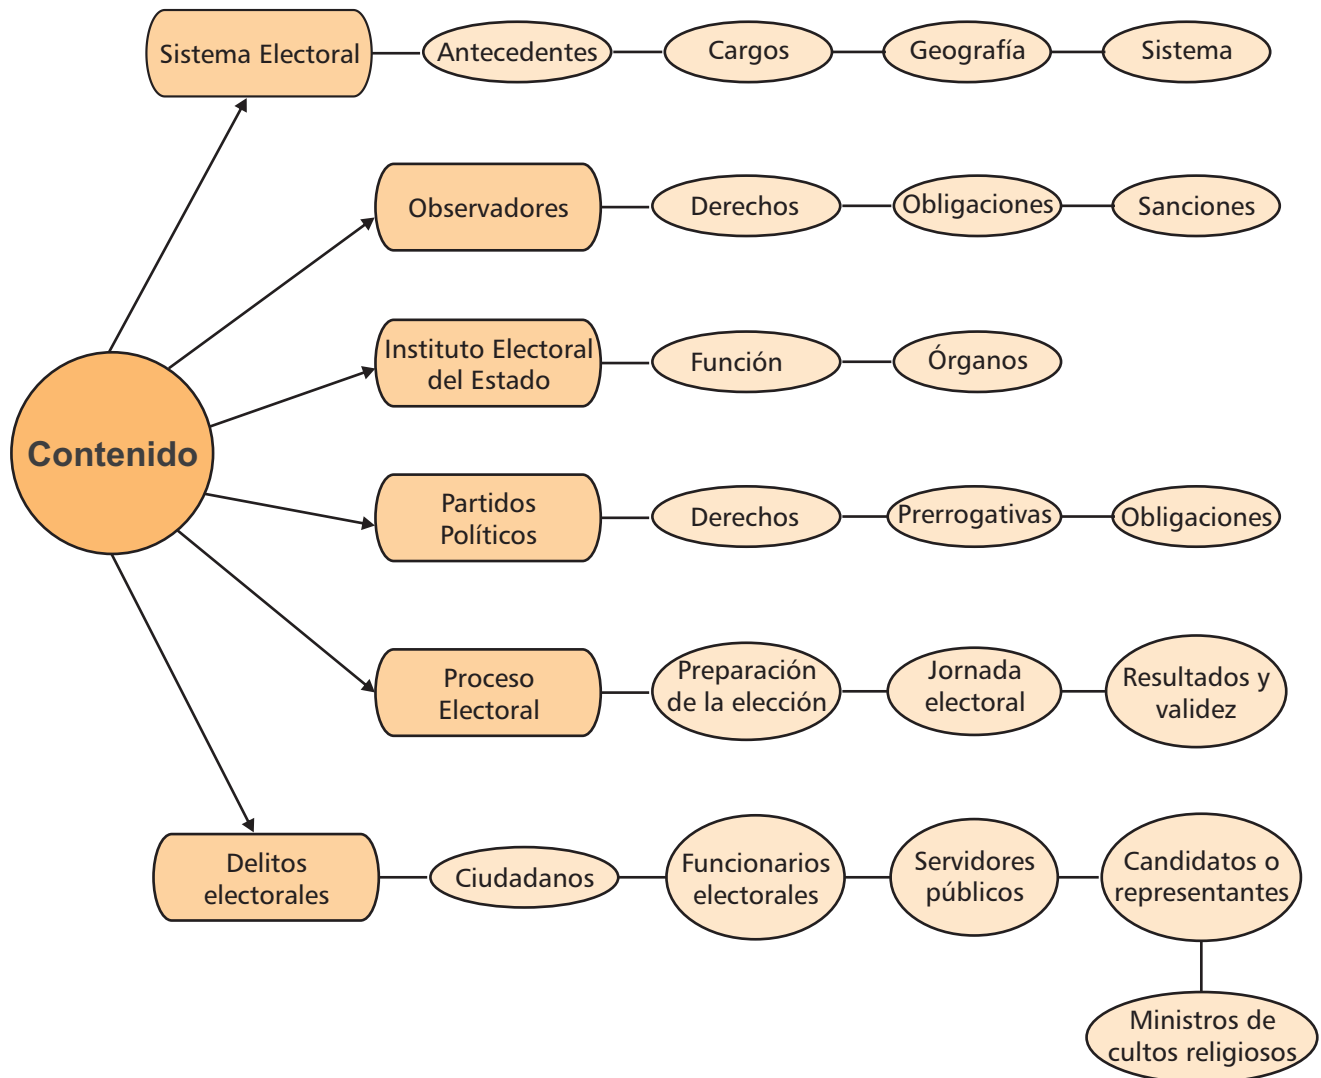 Sistema Electoral
Antecedentes
Cargos
Geografía
Sistema
Observadores
Derechos
Obligaciones
Sanciones
Instituto Electoral
del Estado
Función
Órganos
Contenido
Partidos
Políticos
Derechos
Prerrogativas
Obligaciones
Proceso
Electoral
Preparación
de la elección
Jornada
electoral
Resultados y
validez
Delitos
electorales
Ciudadanos
Funcionarios
electorales
Servidores
públicos
Candidatos o
representantes
Ministros de
cultos religiosos